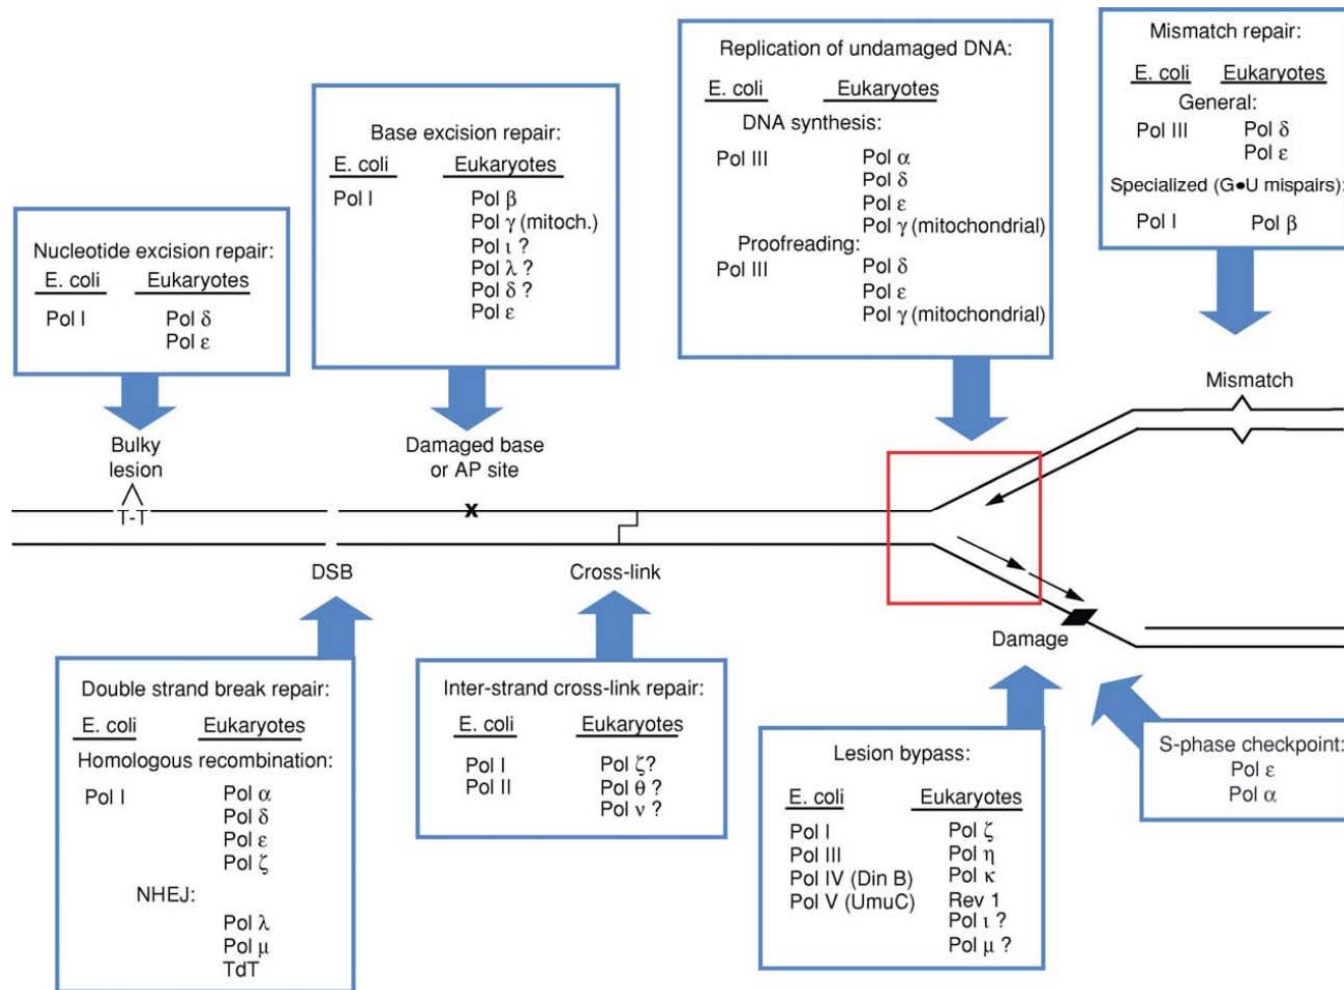 Nucleotide excision repair:
E. coli Eukaryotes
Pol I Pol δ
Pol ε
Bulky
lesion
T-T
Base excision repair:
E. coli Eukaryotes
Pol I Pol β
Pol γ (mitoch.)
Pol ι ?
Pol λ ?
Pol δ ?
Pol ε
Damaged base
or AP site
x
Replication of undamaged DNA:
E. coli Eukaryotes
DNA synthesis:
Pol III Pol α
Pol δ
Pol ε
Pol γ (mitochondrial)
Proofreading:
Pol III Pol δ
Pol ε
Pol γ (mitochondrial)
Mismatch repair:
E. coli Eukaryotes
General:
Pol III Pol δ
Pol ε
Specialized (G•U mispairs):
Pol I Pol β
Mismatch
DSB
Double strand break repair:
E. coli Eukaryotes
Homologous recombination:
Pol I Pol α
Pol δ
Pol ε
Pol ζ
NHEJ:
Pol λ
Pol μ
TdT
Cross-link
Inter-strand cross-link repair:
E. coli Eukaryotes
Pol I Pol ζ?
Pol II Pol θ ?
Pol ν ?
Damage
Lesion bypass:
E. coli Eukaryotes
Pol I Pol ζ
Pol III Pol η
Pol IV (Din B) Pol κ
Pol V (UmuC) Rev 1
Pol ι ?
Pol μ ?
S-phase checkpoint:
Pol ε
Pol α